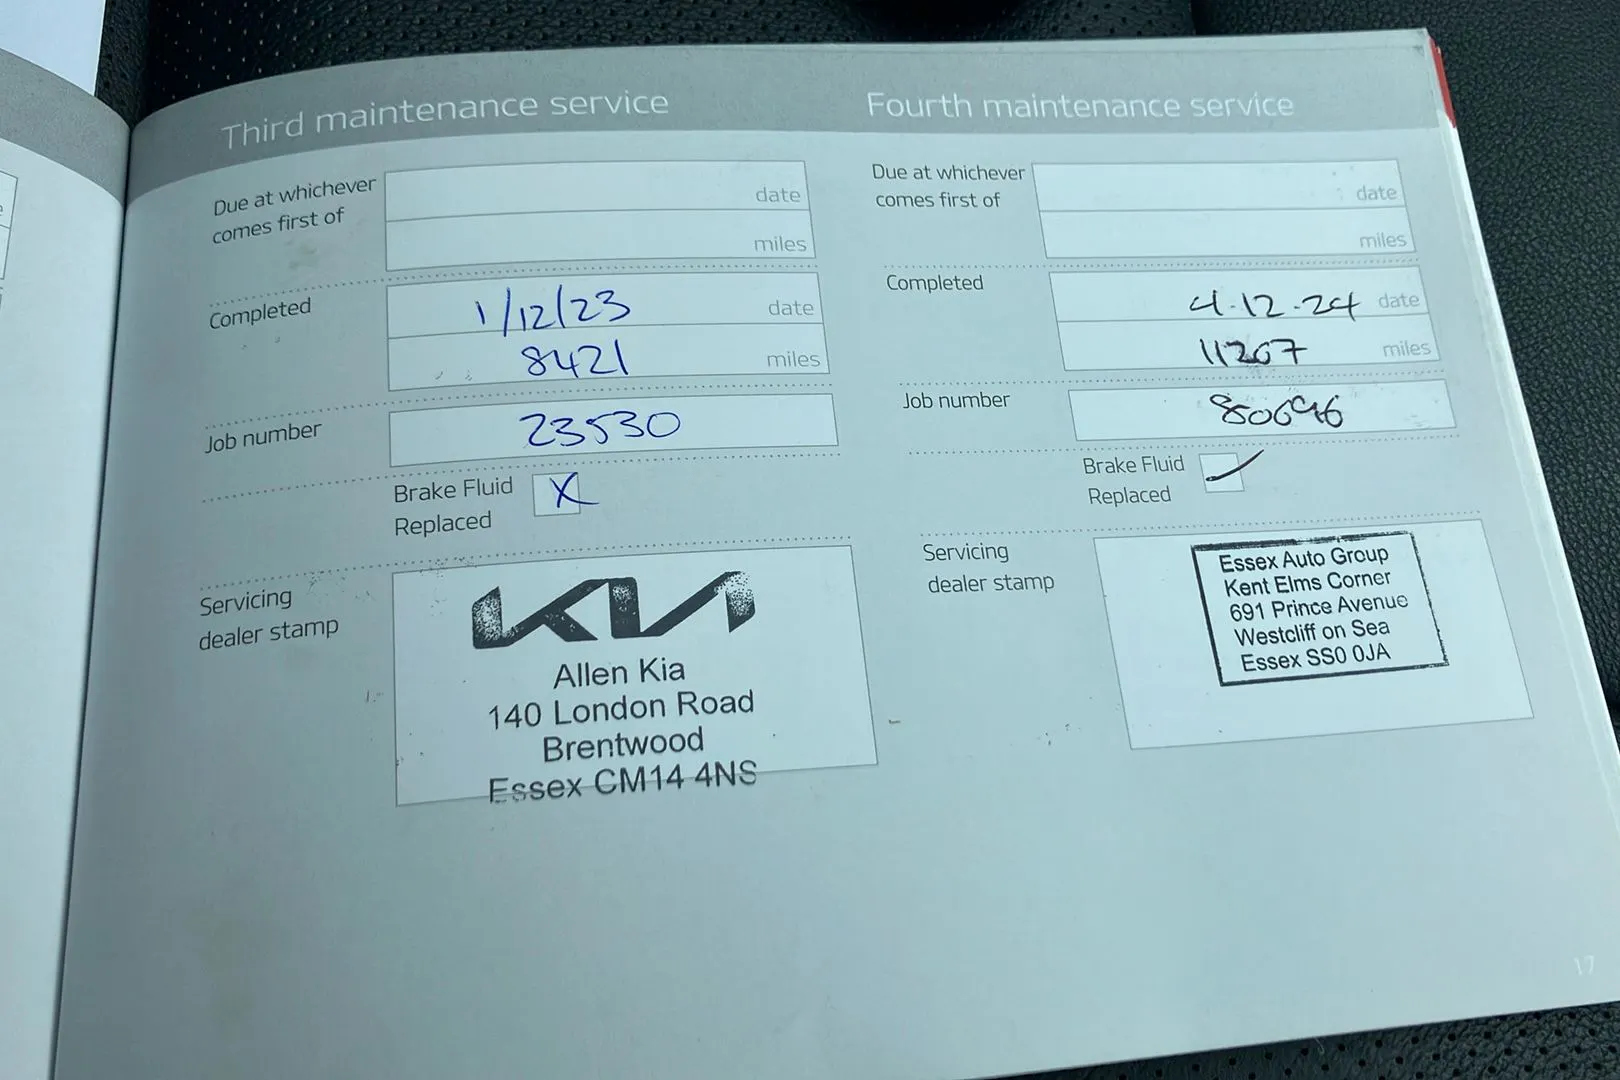 Third maintenance service
Due at whichever
comes first of
date
miles
Completed
1/12/23 date
8421 miles
Job number
23530
Brake Fluid
Replaced
X
Servicing
dealer stamp
KIA
Allen Kia
140 London Road
Brentwood
Essex CM14 4NS
Fourth maintenance service
Due at whichever
comes first of
date
miles
Completed
4.12.24 date
11267 miles
Job number
80696
Brake Fluid
Replaced
Servicing
dealer stamp
Essex Auto Group
Kent Elms Corner
691 Prince Avenue
Westcliff on Sea
Essex SS0 0JA
17